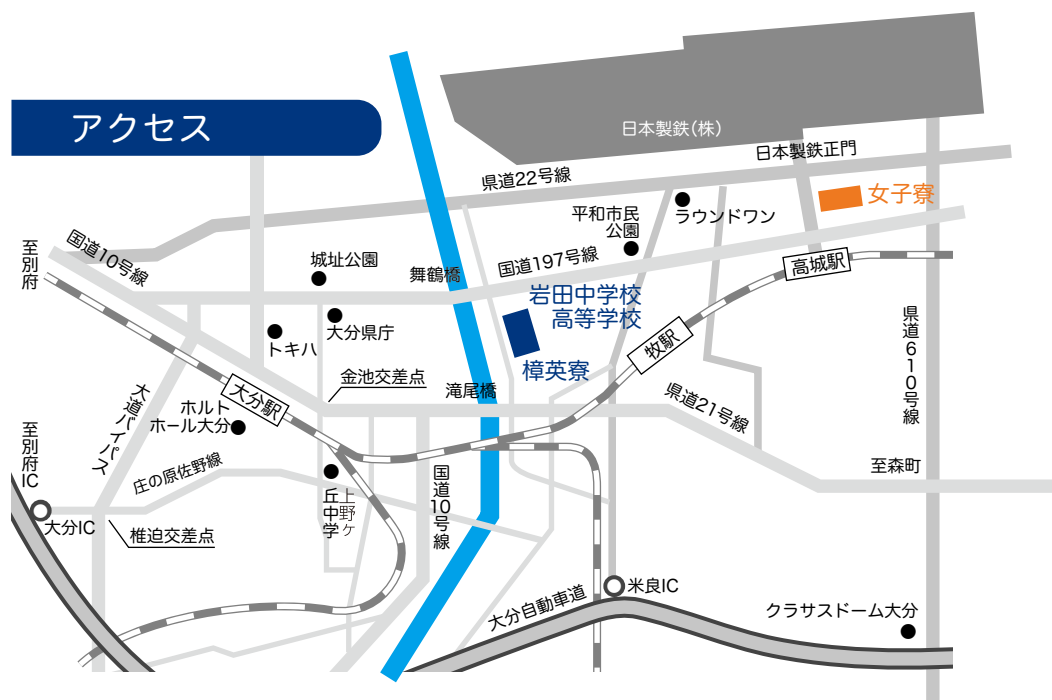 アクセス
日本製鉄(株)
日本製鉄正門
県道22号線
女子寮
平和市民
公園
ラウンドワン
国道10号線
至別府
城址公園
舞鶴橋
国道197号線
高城駅
岩田中学校
高等学校
大分県庁
トキハ
牧駅
県道610号線
樟英寮
金池交差点
滝尾橋
県道21号線
大分駅
大道バイパス
ホルト
ホール大分
至別府IC
庄の原佐野線
至森町
上野ケ
丘中学
国道10号線
大分IC
椎迫交差点
大分自動車道
米良IC
クラサスドーム大分